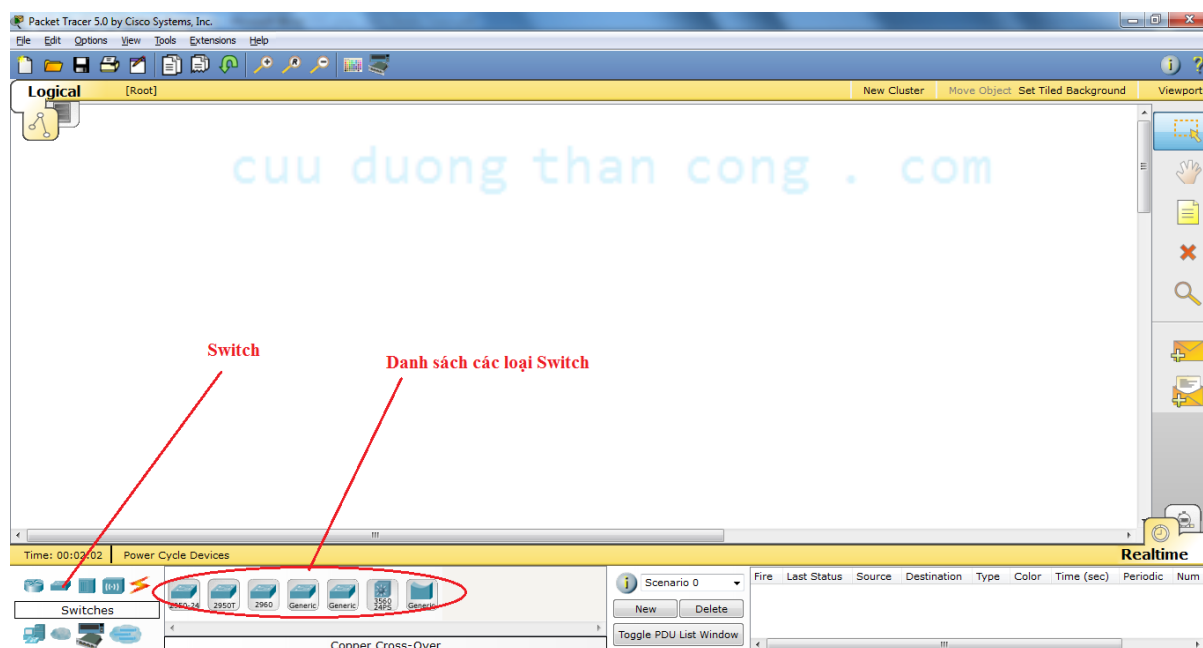 Packet Tracer 5.0 by Cisco Systems, Inc.
File Edit Options View Tools Extensions Help
Logical [Root] New Cluster Move Object Set Tiled Background Viewport
cuu duong than cong . com
Switch
Danh sách các loại Switch
Time: 00:02:02 Power Cycle Devices
Realtime
2950-24 2950T 2960 Generic Generic 3560 24PS Generic
Switches
Copper Cross-Over
Scenario 0
New Delete
Toggle PDU List Window
Fire Last Status Source Destination Type Color Time (sec) Periodic Num